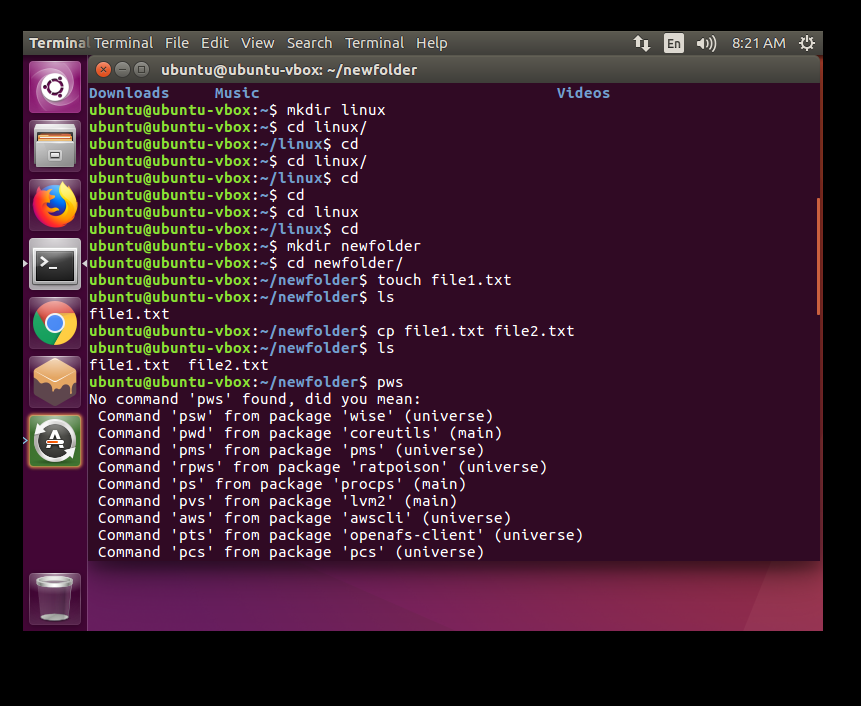 Terminal Terminal File Edit View Search Terminal Help En 8:21 AM
ubuntu@ubuntu-vbox: ~/newfolder
Downloads Music Videos
ubuntu@ubuntu-vbox:~$ mkdir linux
ubuntu@ubuntu-vbox:~$ cd linux/
ubuntu@ubuntu-vbox:~/linux$ cd
ubuntu@ubuntu-vbox:~$ cd linux/
ubuntu@ubuntu-vbox:~/linux$ cd
ubuntu@ubuntu-vbox:~$ cd
ubuntu@ubuntu-vbox:~$ cd linux
ubuntu@ubuntu-vbox:~/linux$ cd
ubuntu@ubuntu-vbox:~$ mkdir newfolder
ubuntu@ubuntu-vbox:~$ cd newfolder/
ubuntu@ubuntu-vbox:~/newfolder$ touch file1.txt
ubuntu@ubuntu-vbox:~/newfolder$ ls
file1.txt
ubuntu@ubuntu-vbox:~/newfolder$ cp file1.txt file2.txt
ubuntu@ubuntu-vbox:~/newfolder$ ls
file1.txt  file2.txt
ubuntu@ubuntu-vbox:~/newfolder$ pws
No command 'pws' found, did you mean:
 Command 'psw' from package 'wise' (universe)
 Command 'pwd' from package 'coreutils' (main)
 Command 'pms' from package 'pms' (universe)
 Command 'rpws' from package 'ratpoison' (universe)
 Command 'ps' from package 'procps' (main)
 Command 'pvs' from package 'lvm2' (main)
 Command 'aws' from package 'awscli' (universe)
 Command 'pts' from package 'openafs-client' (universe)
 Command 'pcs' from package 'pcs' (universe)